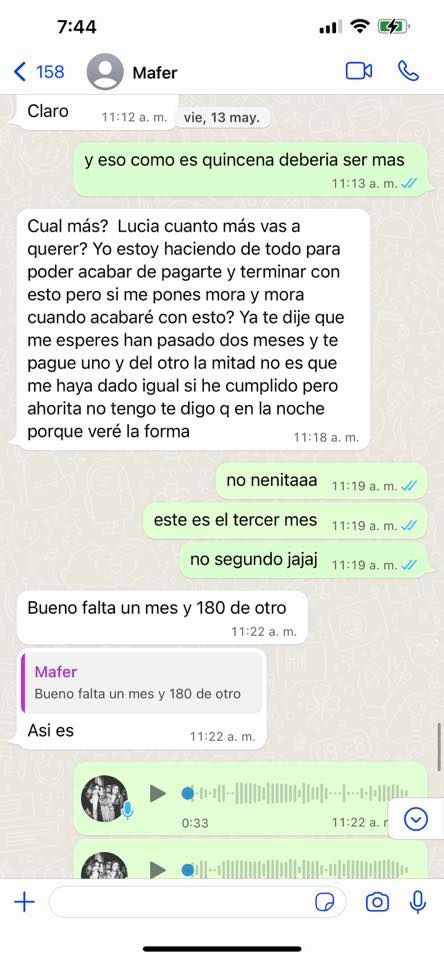 7:44
158
Mafer
Claro
11:12 a. m.
vie, 13 may.
y eso como es quincena deberia ser mas
11:13 a. m.
Cual más?  Lucia cuanto más vas a
querer? Yo estoy haciendo de todo para
poder acabar de pagarte y terminar con
esto pero si me pones mora y mora
cuando acabaré con esto? Ya te dije que
me esperes han pasado dos meses y te
pague uno y del otro la mitad no es que
me haya dado igual si he cumplido pero
ahorita no tengo te digo q en la noche
porque veré la forma
11:18 a. m.
no nenitaaa
11:19 a. m.
este es el tercer mes
11:19 a. m.
no segundo jajaj
11:19 a. m.
Bueno falta un mes y 180 de otro
11:22 a. m.
Mafer
Bueno falta un mes y 180 de otro
Asi es
11:22 a. m.
0:33
11:22 a. r